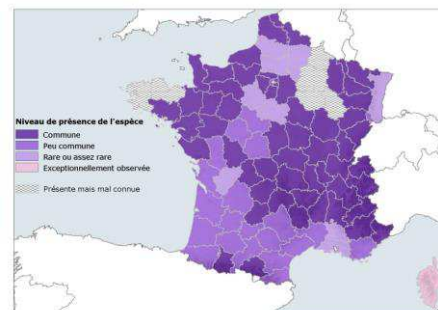 Niveau de présence de l'espèce
Commune
Peu commune
Rare ou assez rare
Exceptionnellement observée
Présente mais mal connue